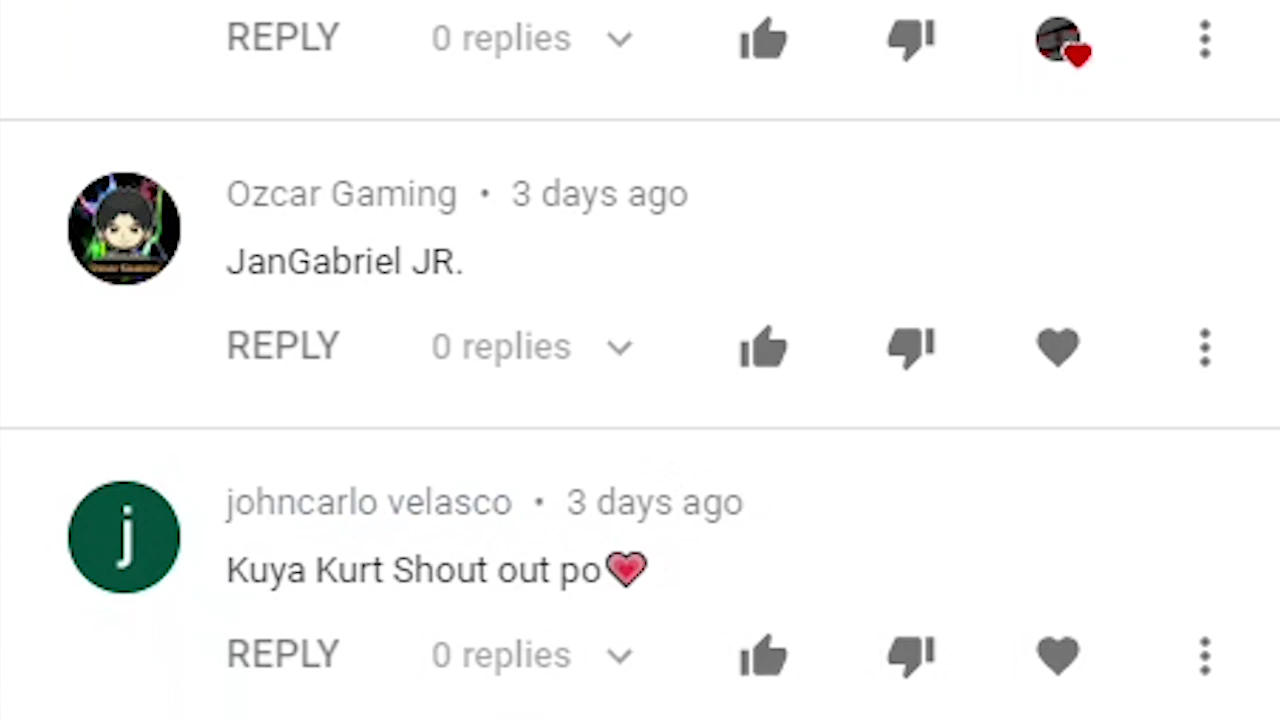 REPLY 0 replies
Ozcar Gaming • 3 days ago
JanGabriel JR.
REPLY 0 replies
j
johncarlo velasco • 3 days ago
Kuya Kurt Shout out po💗
REPLY 0 replies